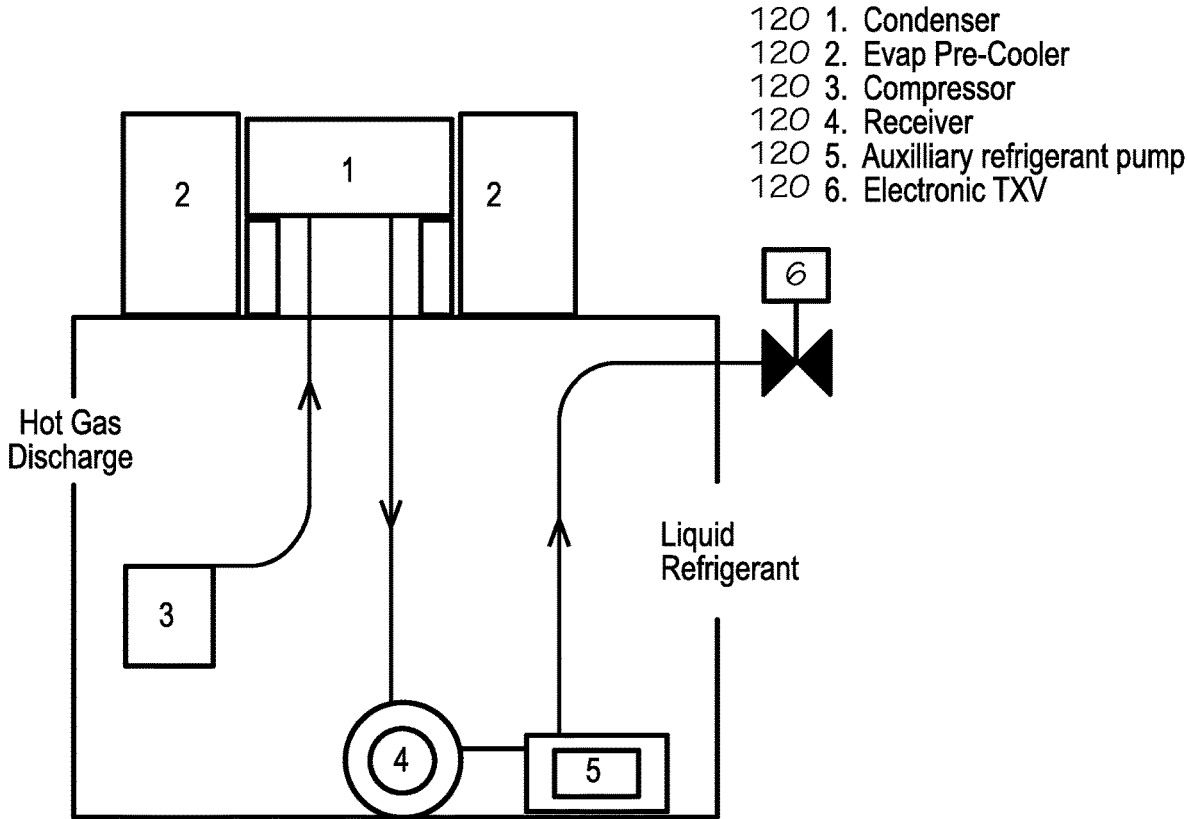 120 1. Condenser
120 2. Evap Pre-Cooler
120 3. Compressor
120 4. Receiver
120 5. Auxilliary refrigerant pump
120 6. Electronic TXV
2
1
2
6
Hot Gas
Discharge
Liquid
Refrigerant
3
4
5